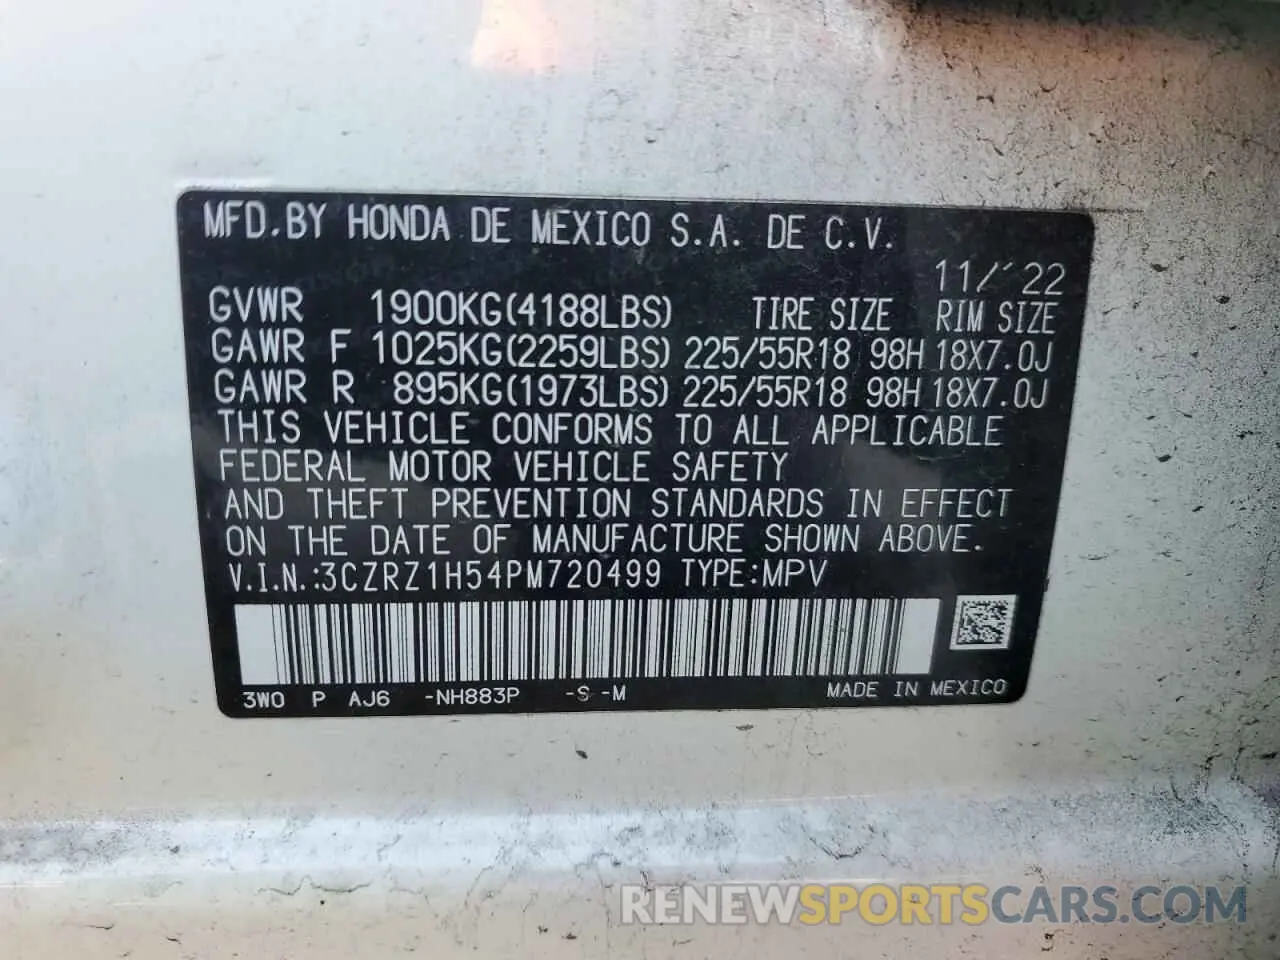 MFD.BY HONDA DE MEXICO S.A. DE C.V.
11/'22
GVWR 1900KG(4188LBS) TIRE SIZE RIM SIZE
GAWR F 1025KG(2259LBS) 225/55R18 98H 18X7.0J
GAWR R 895KG(1973LBS) 225/55R18 98H 18X7.0J
THIS VEHICLE CONFORMS TO ALL APPLICABLE
FEDERAL MOTOR VEHICLE SAFETY
AND THEFT PREVENTION STANDARDS IN EFFECT
ON THE DATE OF MANUFACTURE SHOWN ABOVE.
V.I.N.:3CZRZ1H54PM720499 TYPE:MPV
3W0 P AJ6 -NH883P -S -M MADE IN MEXICO
RENEWSPORTSCARS.COM